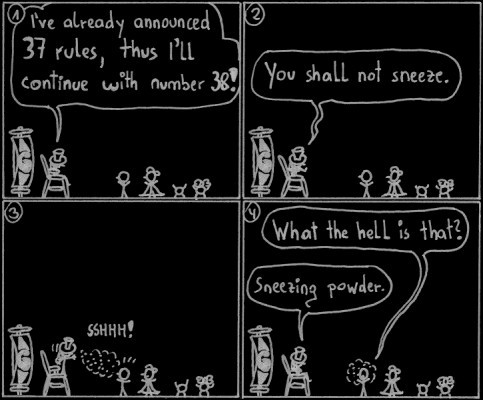 1
I've already announced
37 rules, thus I'll
continue with number 38!
2
You shall not sneeze.
3
SSHHH!
4
What the hell is that?
Sneezing powder.